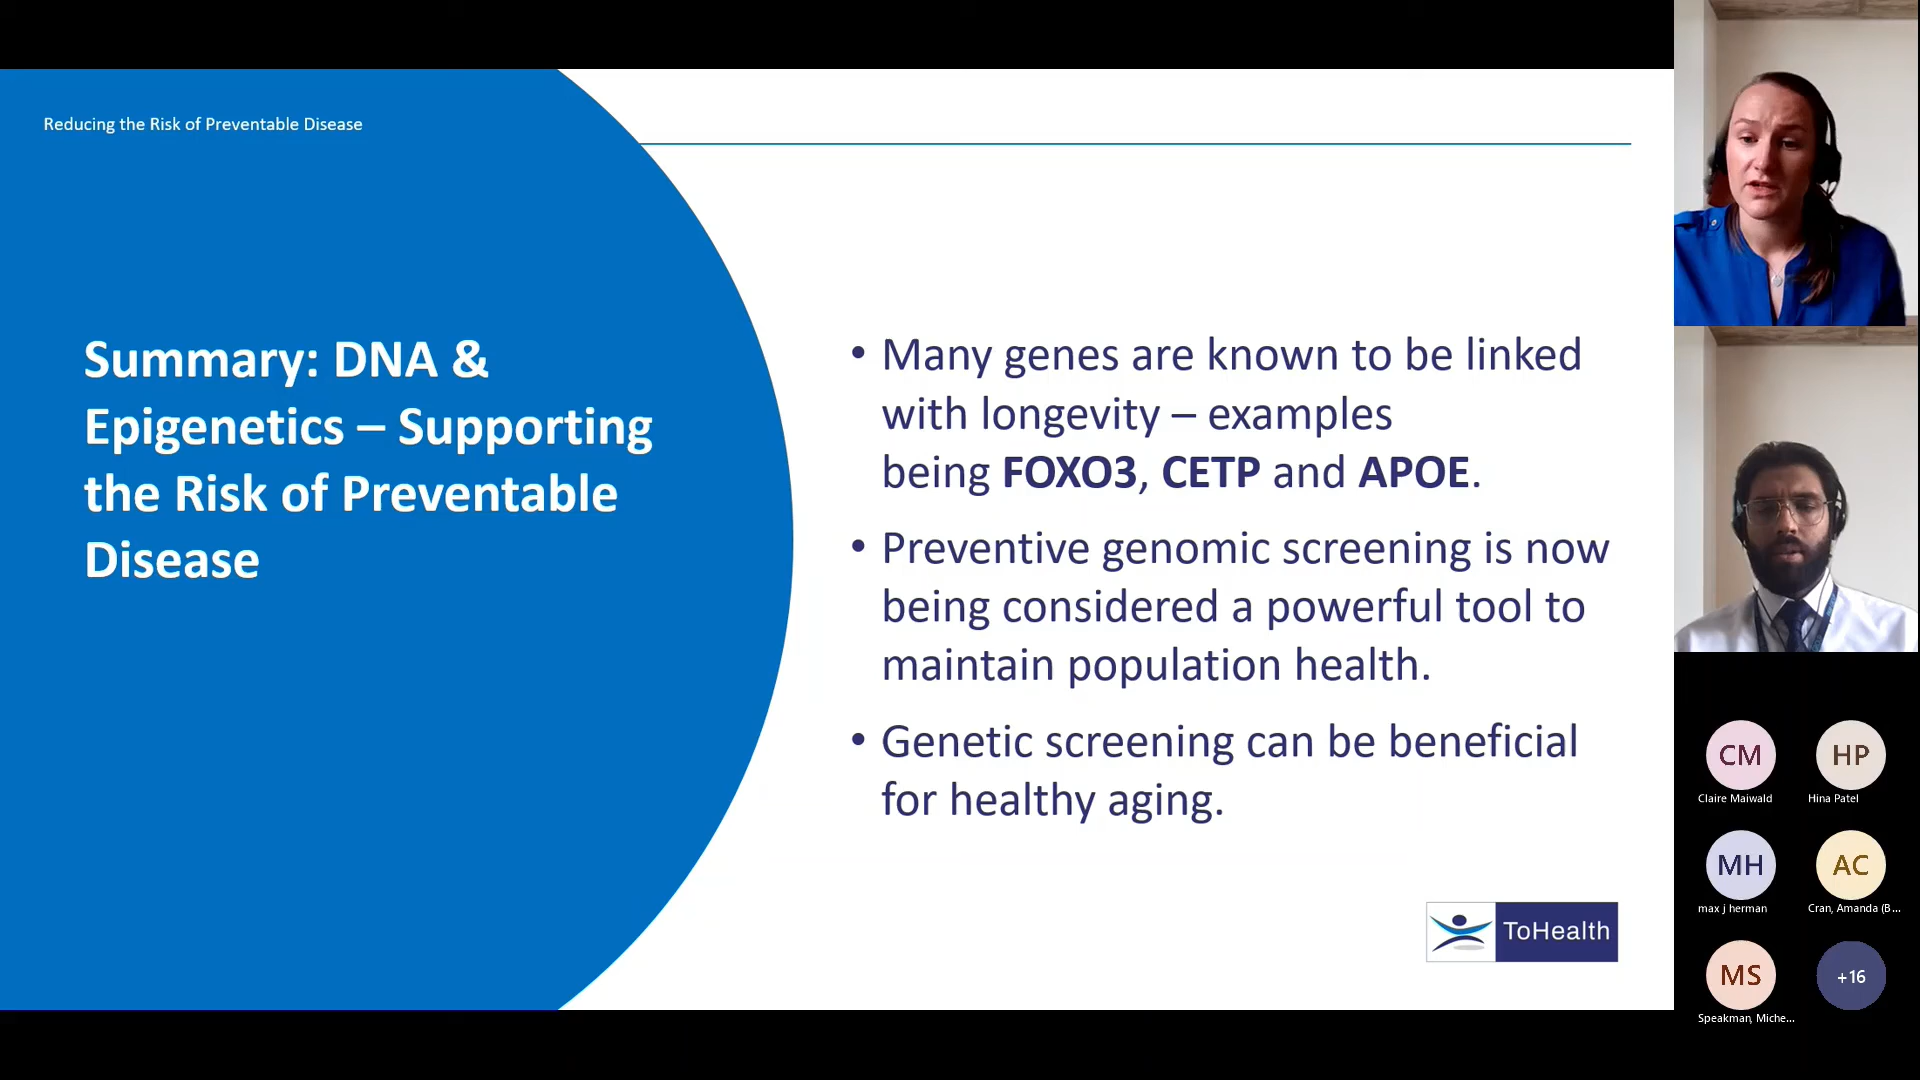 Reducing the Risk of Preventable Disease
Summary: DNA &
Epigenetics – Supporting
the Risk of Preventable
Disease
• Many genes are known to be linked
with longevity – examples
being FOXO3, CETP and APOE.
• Preventive genomic screening is now
being considered a powerful tool to
maintain population health.
• Genetic screening can be beneficial
for healthy aging.
ToHealth
CM
Claire Maiwald
HP
Hina Patel
MH
max j herman
AC
Cran, Amanda (B...
MS
Speakman, Miche...
+16